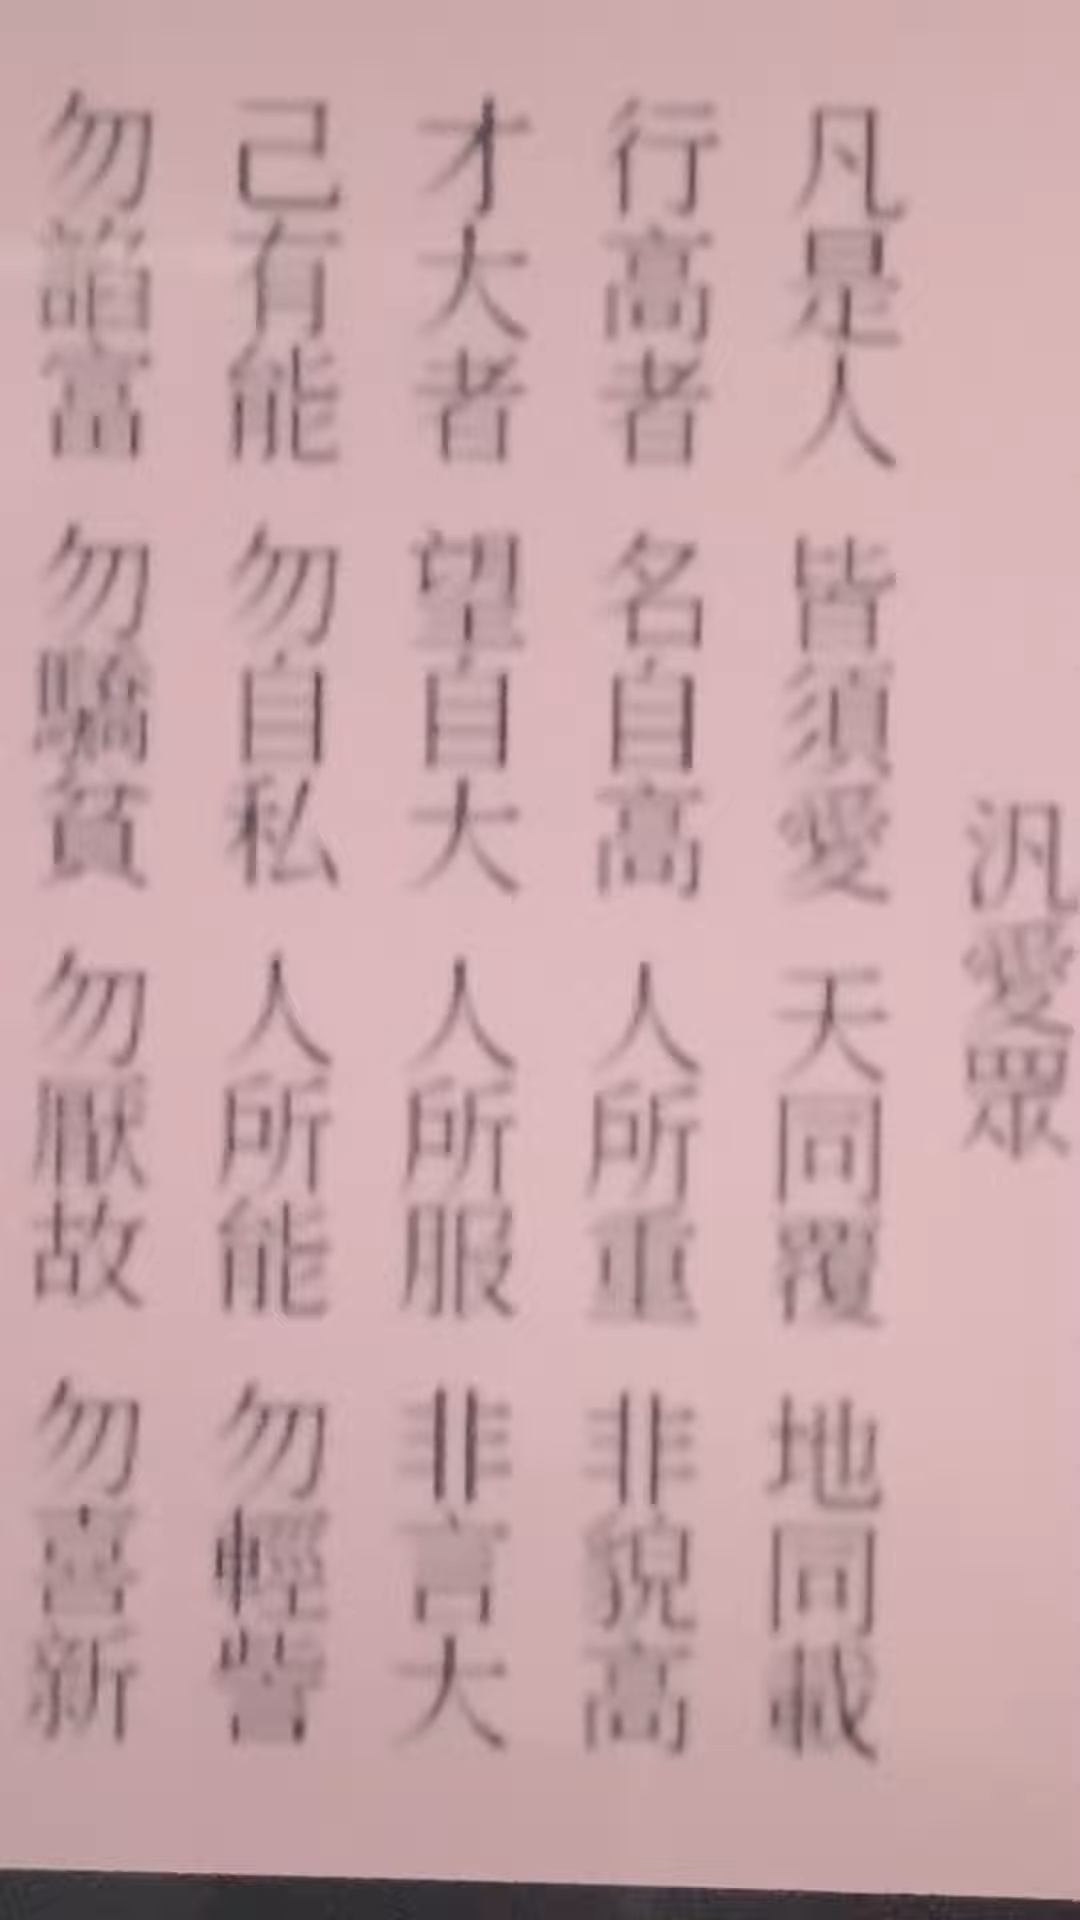 汎愛眾
凡是人 皆須愛 天同覆 地同載
行高者 名自高 人所重 非貌高
才大者 望自大 人所服 非言大
己有能 勿自私 人所能 勿輕訾
勿諂富 勿驕貧 勿厭故 勿喜新